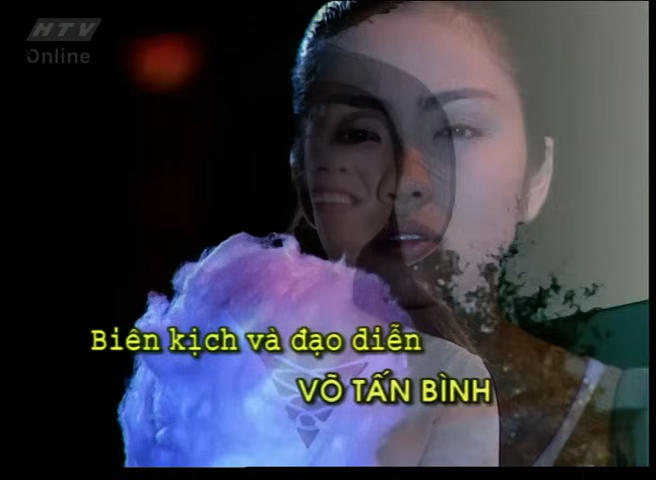 HTV
Online
Biên kịch và đạo diễn
VÕ TẤN BÌNH